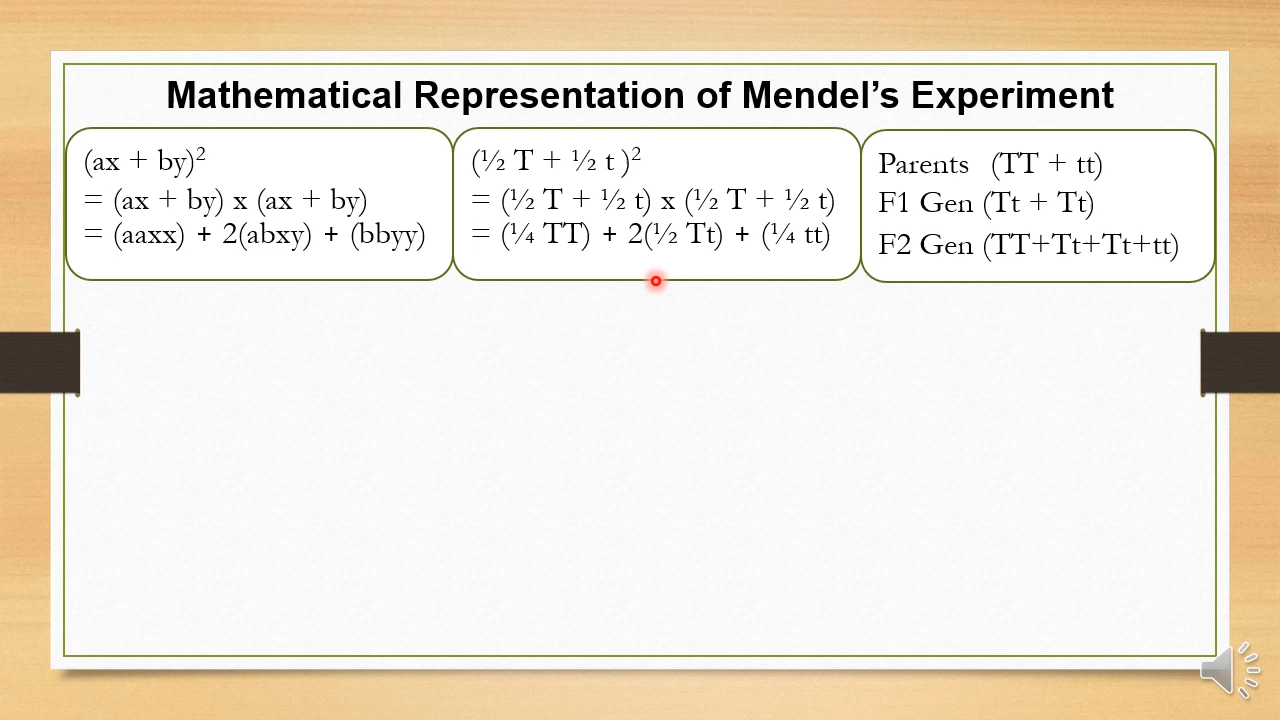 Mathematical Representation of Mendel’s Experiment
(ax + by)²
= (ax + by) x (ax + by)
= (aaxx) + 2(abxy) + (bbyy)
(½ T + ½ t )²
= (½ T + ½ t) x (½ T + ½ t)
= (¼ TT) + 2(½ Tt) + (¼ tt)
Parents (TT + tt)
F1 Gen (Tt + Tt)
F2 Gen (TT+Tt+Tt+tt)